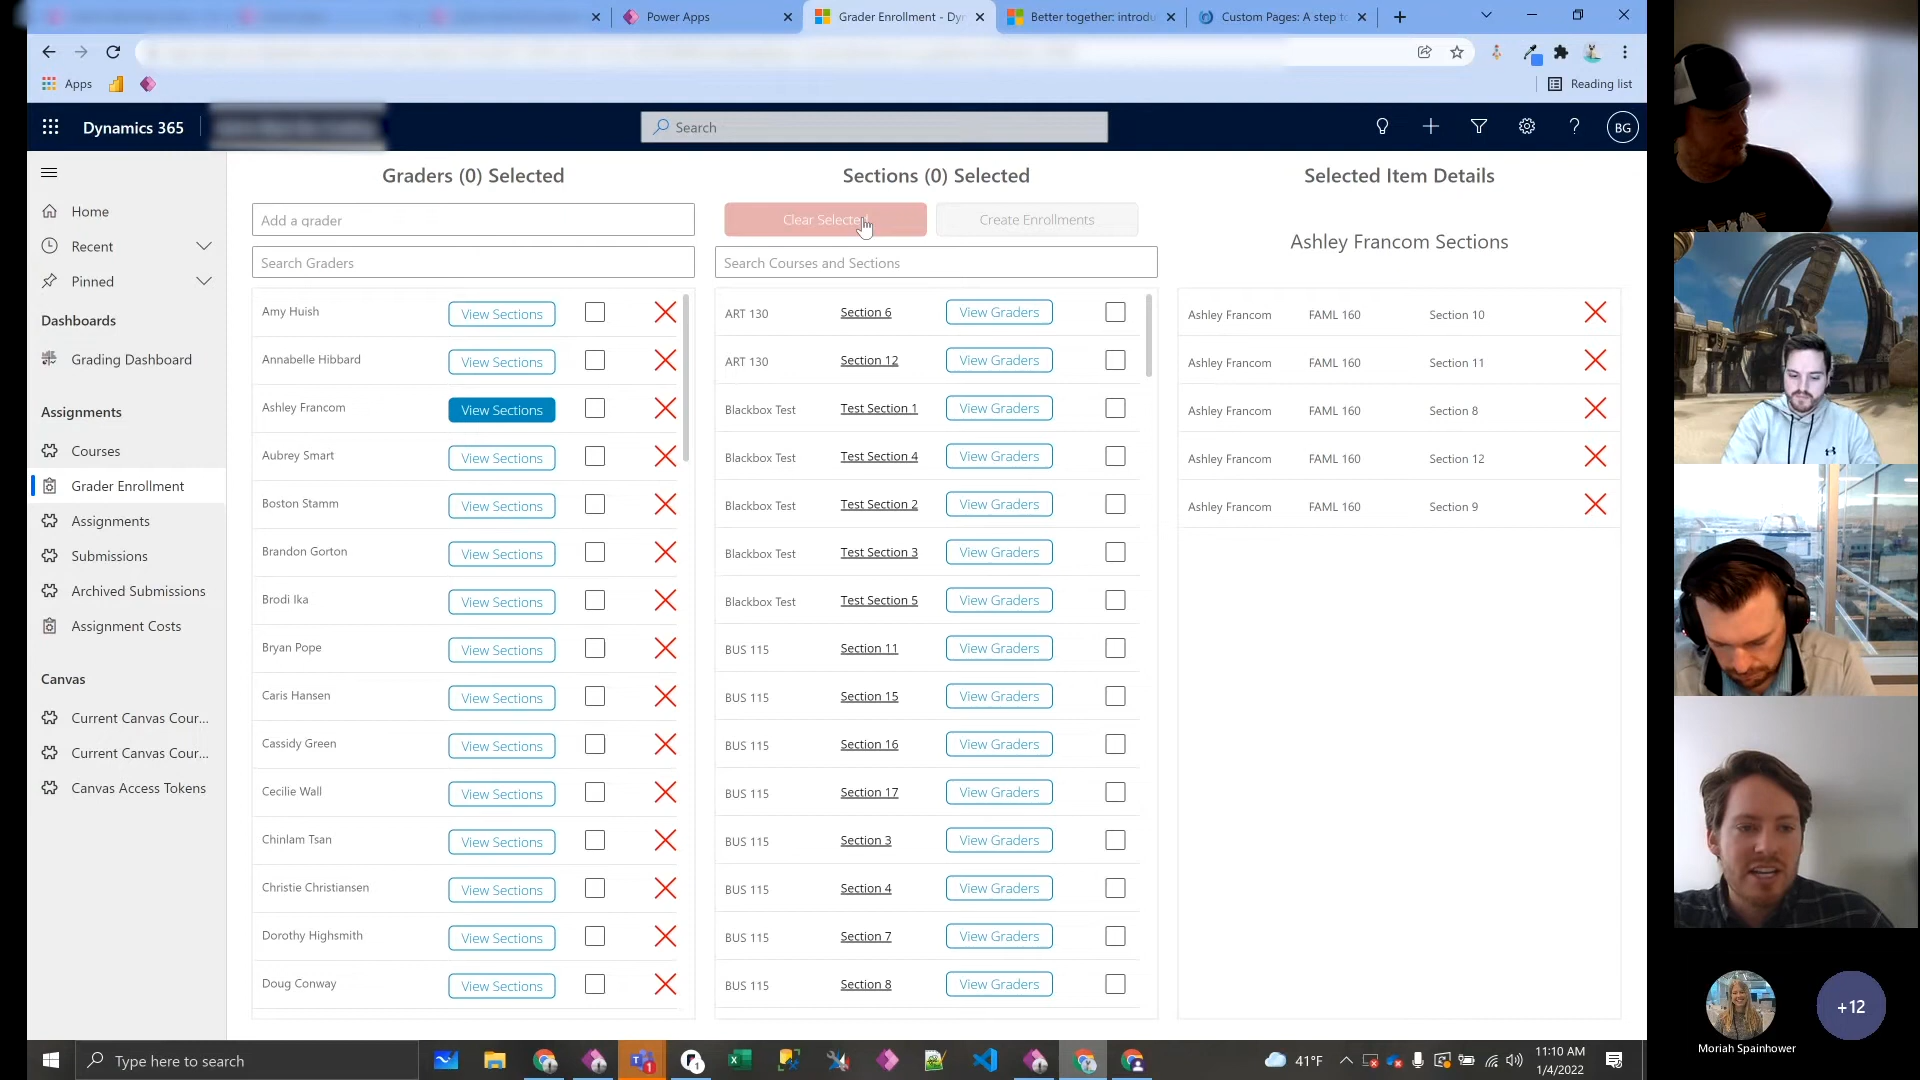 Power Apps
Grader Enrollment - Dyn
Better together: introdu
Custom Pages: A step to
Apps
Reading list
Dynamics 365
Search
BG
Home
Recent
Pinned
Dashboards
Grading Dashboard
Assignments
Courses
Grader Enrollment
Assignments
Submissions
Archived Submissions
Assignment Costs
Canvas
Current Canvas Cour...
Current Canvas Cour...
Canvas Access Tokens
Graders (0) Selected
Add a grader
Search Graders
Amy Huish View Sections
Annabelle Hibbard View Sections
Ashley Francom View Sections
Aubrey Smart View Sections
Boston Stamm View Sections
Brandon Gorton View Sections
Brodi Ika View Sections
Bryan Pope View Sections
Caris Hansen View Sections
Cassidy Green View Sections
Cecilie Wall View Sections
Chinlam Tsan View Sections
Christie Christiansen View Sections
Dorothy Highsmith View Sections
Doug Conway View Sections
Sections (0) Selected
Clear Selected Create Enrollments
Search Courses and Sections
ART 130 Section 6 View Graders
ART 130 Section 12 View Graders
Blackbox Test Test Section 1 View Graders
Blackbox Test Test Section 4 View Graders
Blackbox Test Test Section 2 View Graders
Blackbox Test Test Section 3 View Graders
Blackbox Test Test Section 5 View Graders
BUS 115 Section 11 View Graders
BUS 115 Section 15 View Graders
BUS 115 Section 16 View Graders
BUS 115 Section 17 View Graders
BUS 115 Section 3 View Graders
BUS 115 Section 4 View Graders
BUS 115 Section 7 View Graders
BUS 115 Section 8 View Graders
Selected Item Details
Ashley Francom Sections
Ashley Francom FAML 160 Section 10
Ashley Francom FAML 160 Section 11
Ashley Francom FAML 160 Section 8
Ashley Francom FAML 160 Section 12
Ashley Francom FAML 160 Section 9
+12
Moriah Spainhower
Type here to search
41°F
11:10 AM
1/4/2022